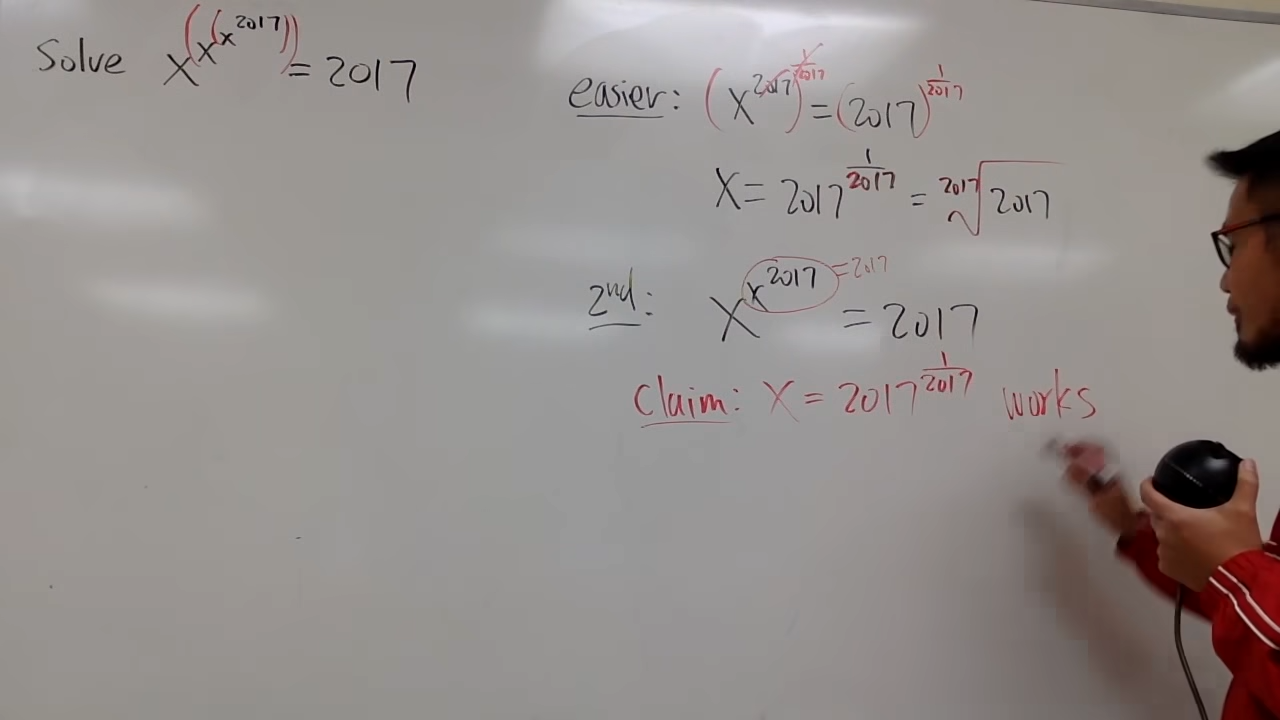 Solve x^(x^(x^2017)) = 2017
easier: (x^2017)^(1/2017) = (2017)^(1/2017)
x = 2017^(1/2017) = ²⁰¹⁷√2017
2nd: x^x^2017 = 2017
=2017
Claim: x = 2017^(1/2017) works